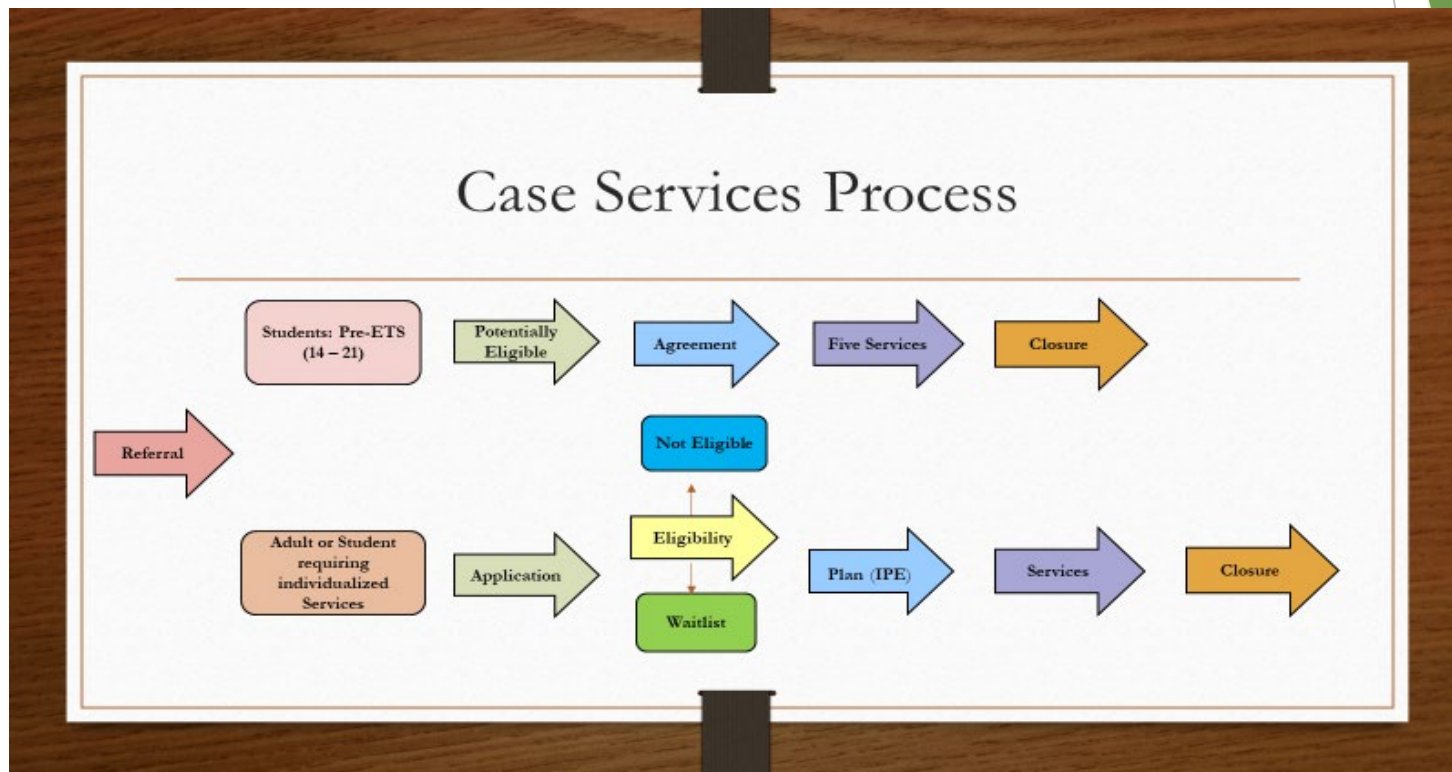 Case Services Process
Students: Pre-ETS
(14 – 21)
Potentially
Eligible
Agreement
Five Services
Closure
Referral
Not Eligible
Adult or Student
requiring
individualized
Services
Application
Eligibility
Waitlist
Plan (IPE)
Services
Closure